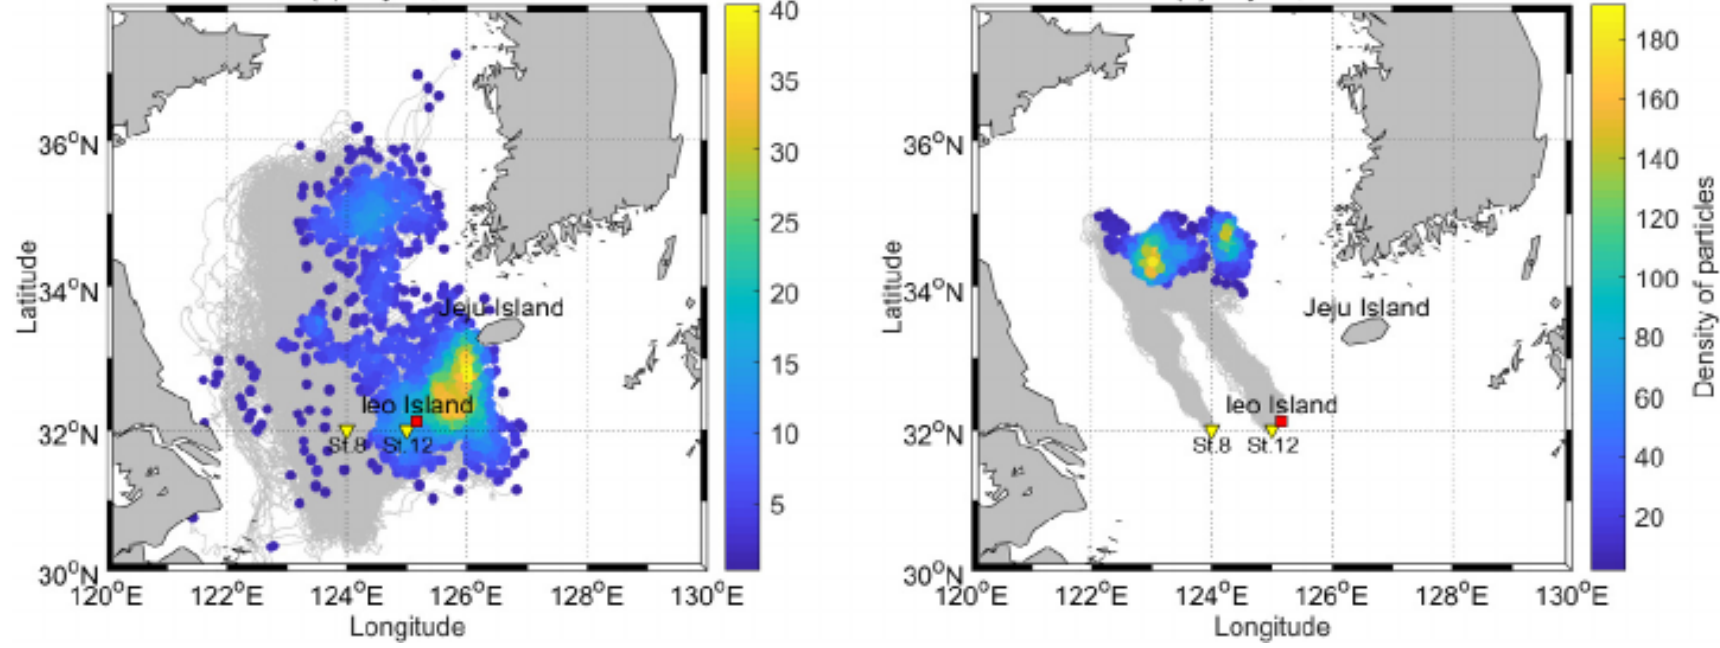 40
35
30
25
20
15
10
5
36°N
34°N
32°N
30°N
Latitude
Jeju Island
Ieo Island
St.8 St.12
120°E 122°E 124°E 126°E 128°E 130°E
Longitude
180
160
140
120
100
80
60
40
20
Density of particles
36°N
34°N
32°N
30°N
Latitude
Jeju Island
Ieo Island
St.8 St.12
120°E 122°E 124°E 126°E 128°E 130°E
Longitude